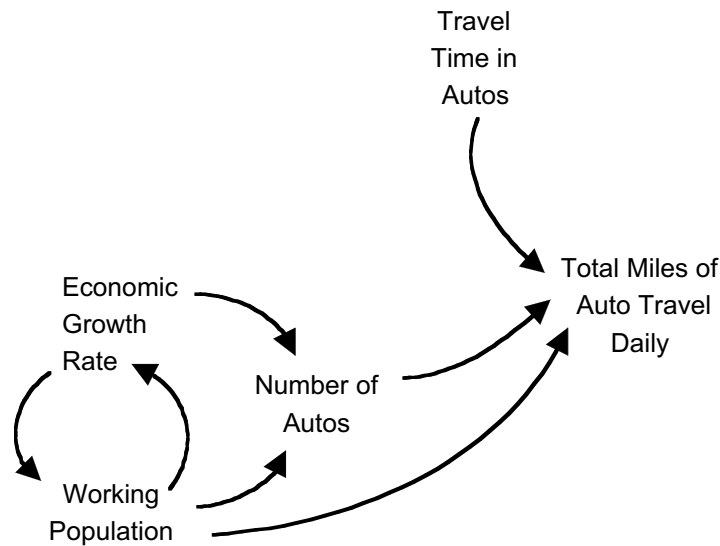 Travel
Time in
Autos
Total Miles of
Auto Travel
Daily
Economic
Growth
Rate
Number of
Autos
Working
Population